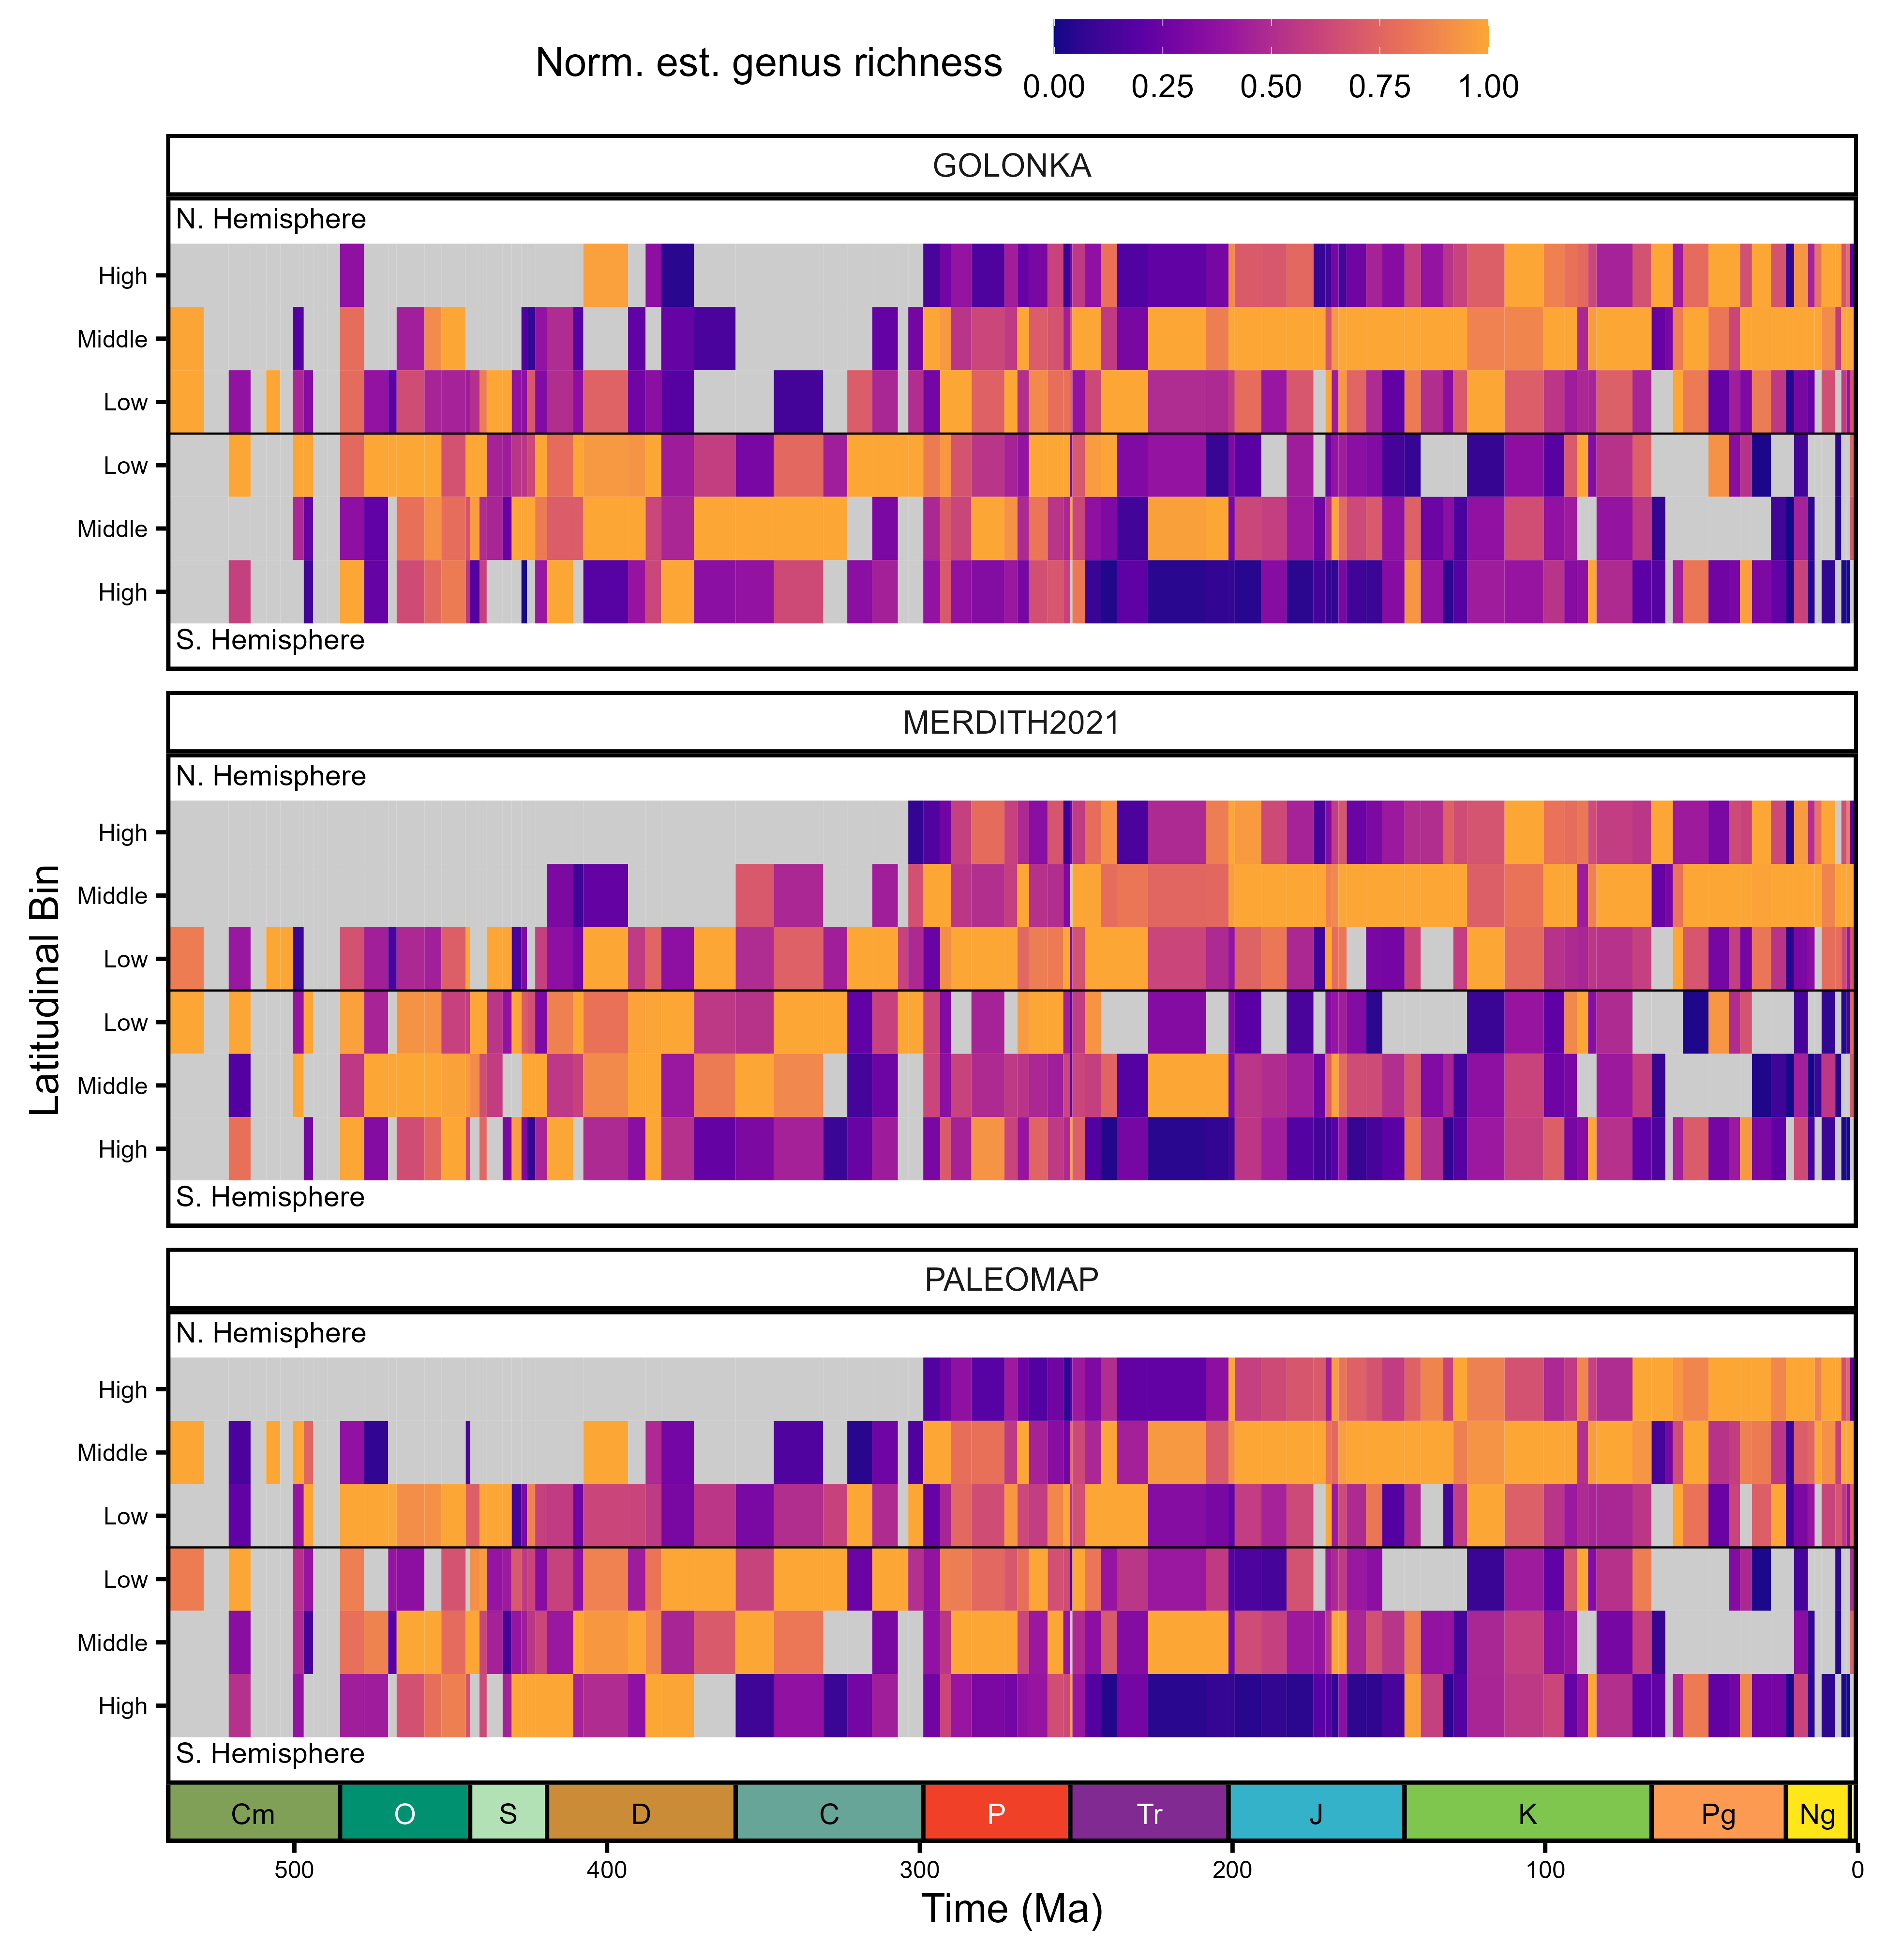 Norm. est. genus richness
0.00 0.25 0.50 0.75 1.00
GOLONKA
N. Hemisphere
High
Middle
Low
Low
Middle
High
S. Hemisphere
MERDITH2021
N. Hemisphere
High
Middle
Low
Low
Middle
High
S. Hemisphere
Latitudinal Bin
PALEOMAP
N. Hemisphere
High
Middle
Low
Low
Middle
High
S. Hemisphere
Cm O S D C P Tr J K Pg Ng
500 400 300 200 100 0
Time (Ma)